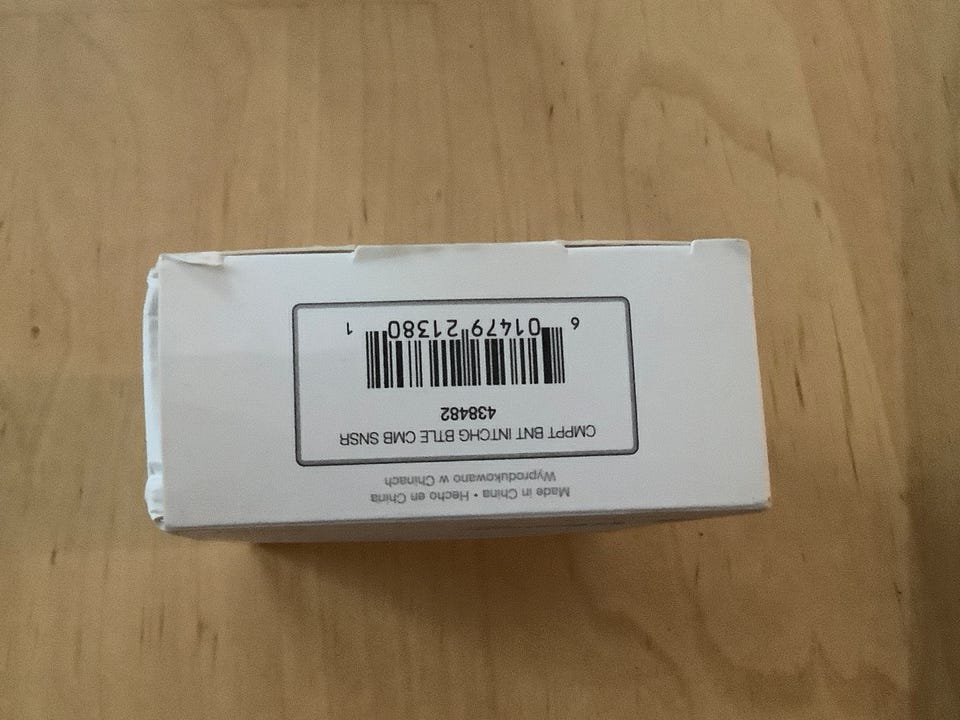 Made in China • Hecho en China
Wyprodukowano w Chinach
CMPPT BNT INTCHG BTLE CMB SNSR
438482
6 01479 21380 1